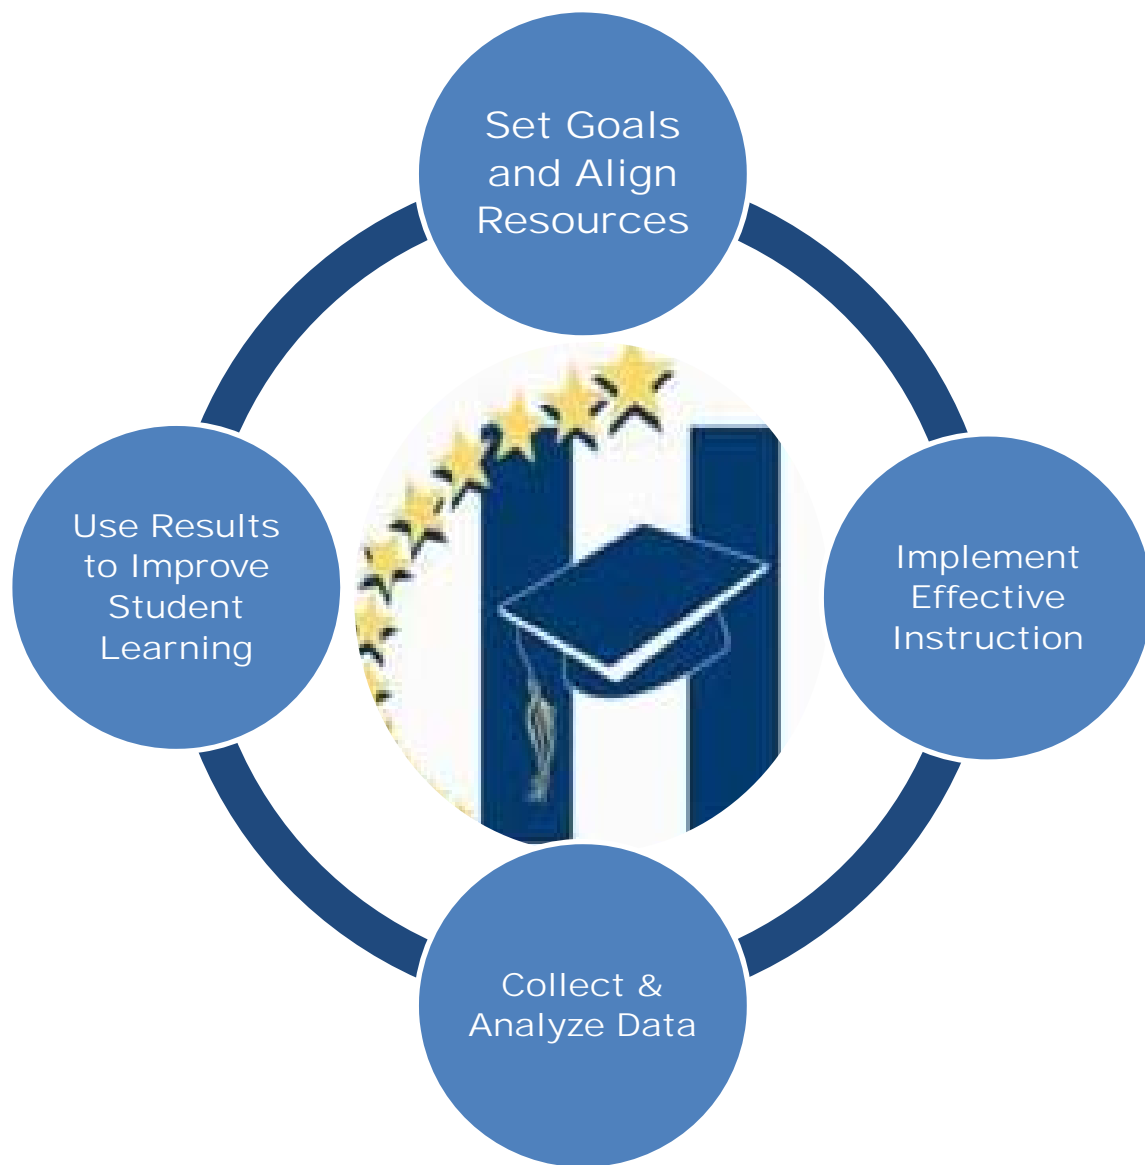 Set Goals
and Align
Resources
Implement
Effective
Instruction
Collect &
Analyze Data
Use Results
to Improve
Student
Learning